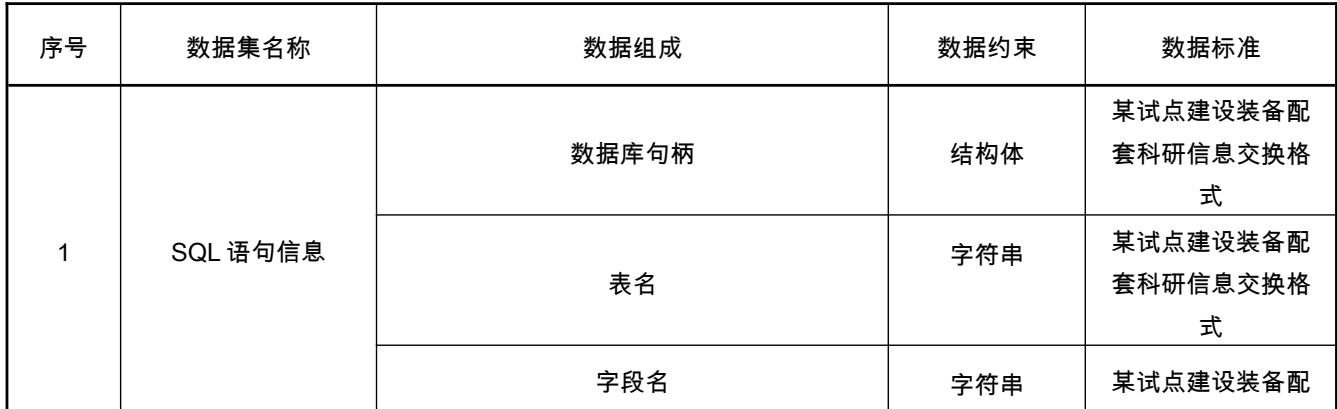 序号 数据集名称 数据组成 数据约束 数据标准
某试点建设装备配
数据库句柄 结构体 套科研信息交换格
式
某试点建设装备配
1 SQL 语句信息 字符串
表名 套科研信息交换格
式
字段名 字符串 某试点建设装备配